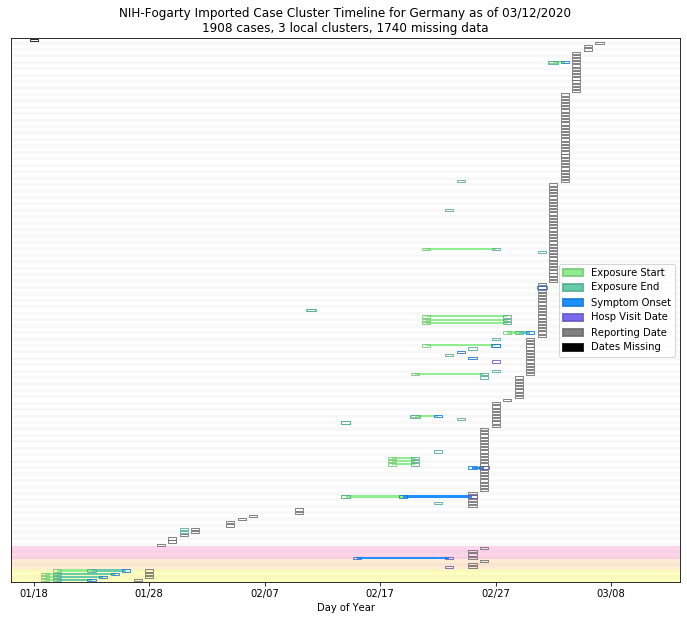 NIH-Fogarty Imported Case Cluster Timeline for Germany as of 03/12/2020
1908 cases, 3 local clusters, 1740 missing data
Exposure Start
Exposure End
Symptom Onset
Hosp Visit Date
Reporting Date
Dates Missing
01/18 01/28 02/07 02/17 02/27 03/08
Day of Year